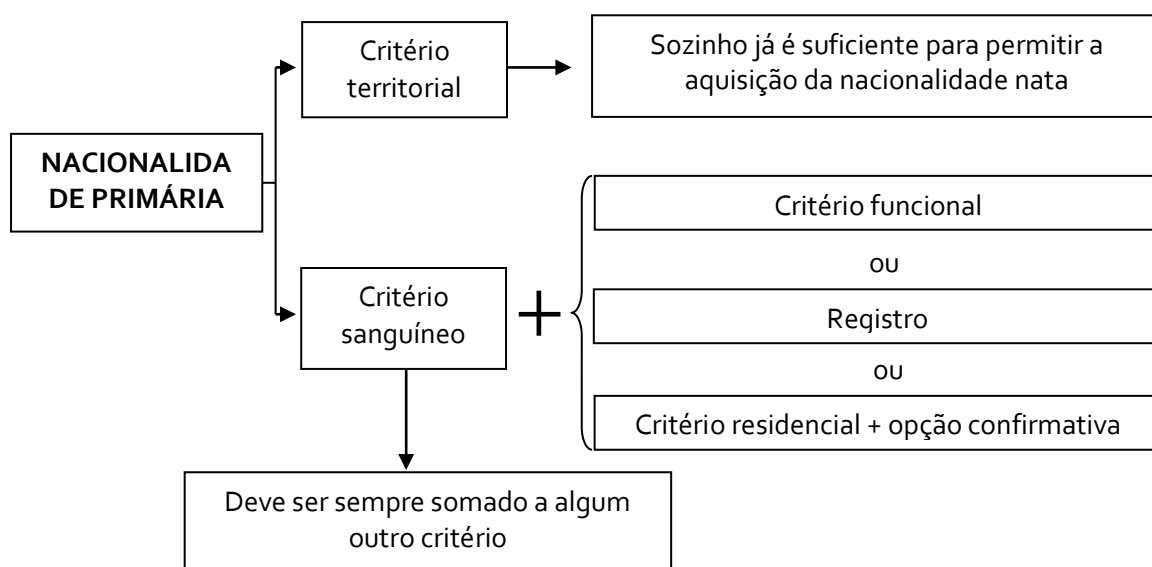 Critério
territorial
Sozinho já é suficiente para permitir a
aquisição da nacionalidade nata
NACIONALIDA
DE PRIMÁRIA
Critério funcional
ou
Critério
sanguíneo
+
Registro
ou
Critério residencial + opção confirmativa
Deve ser sempre somado a algum
outro critério